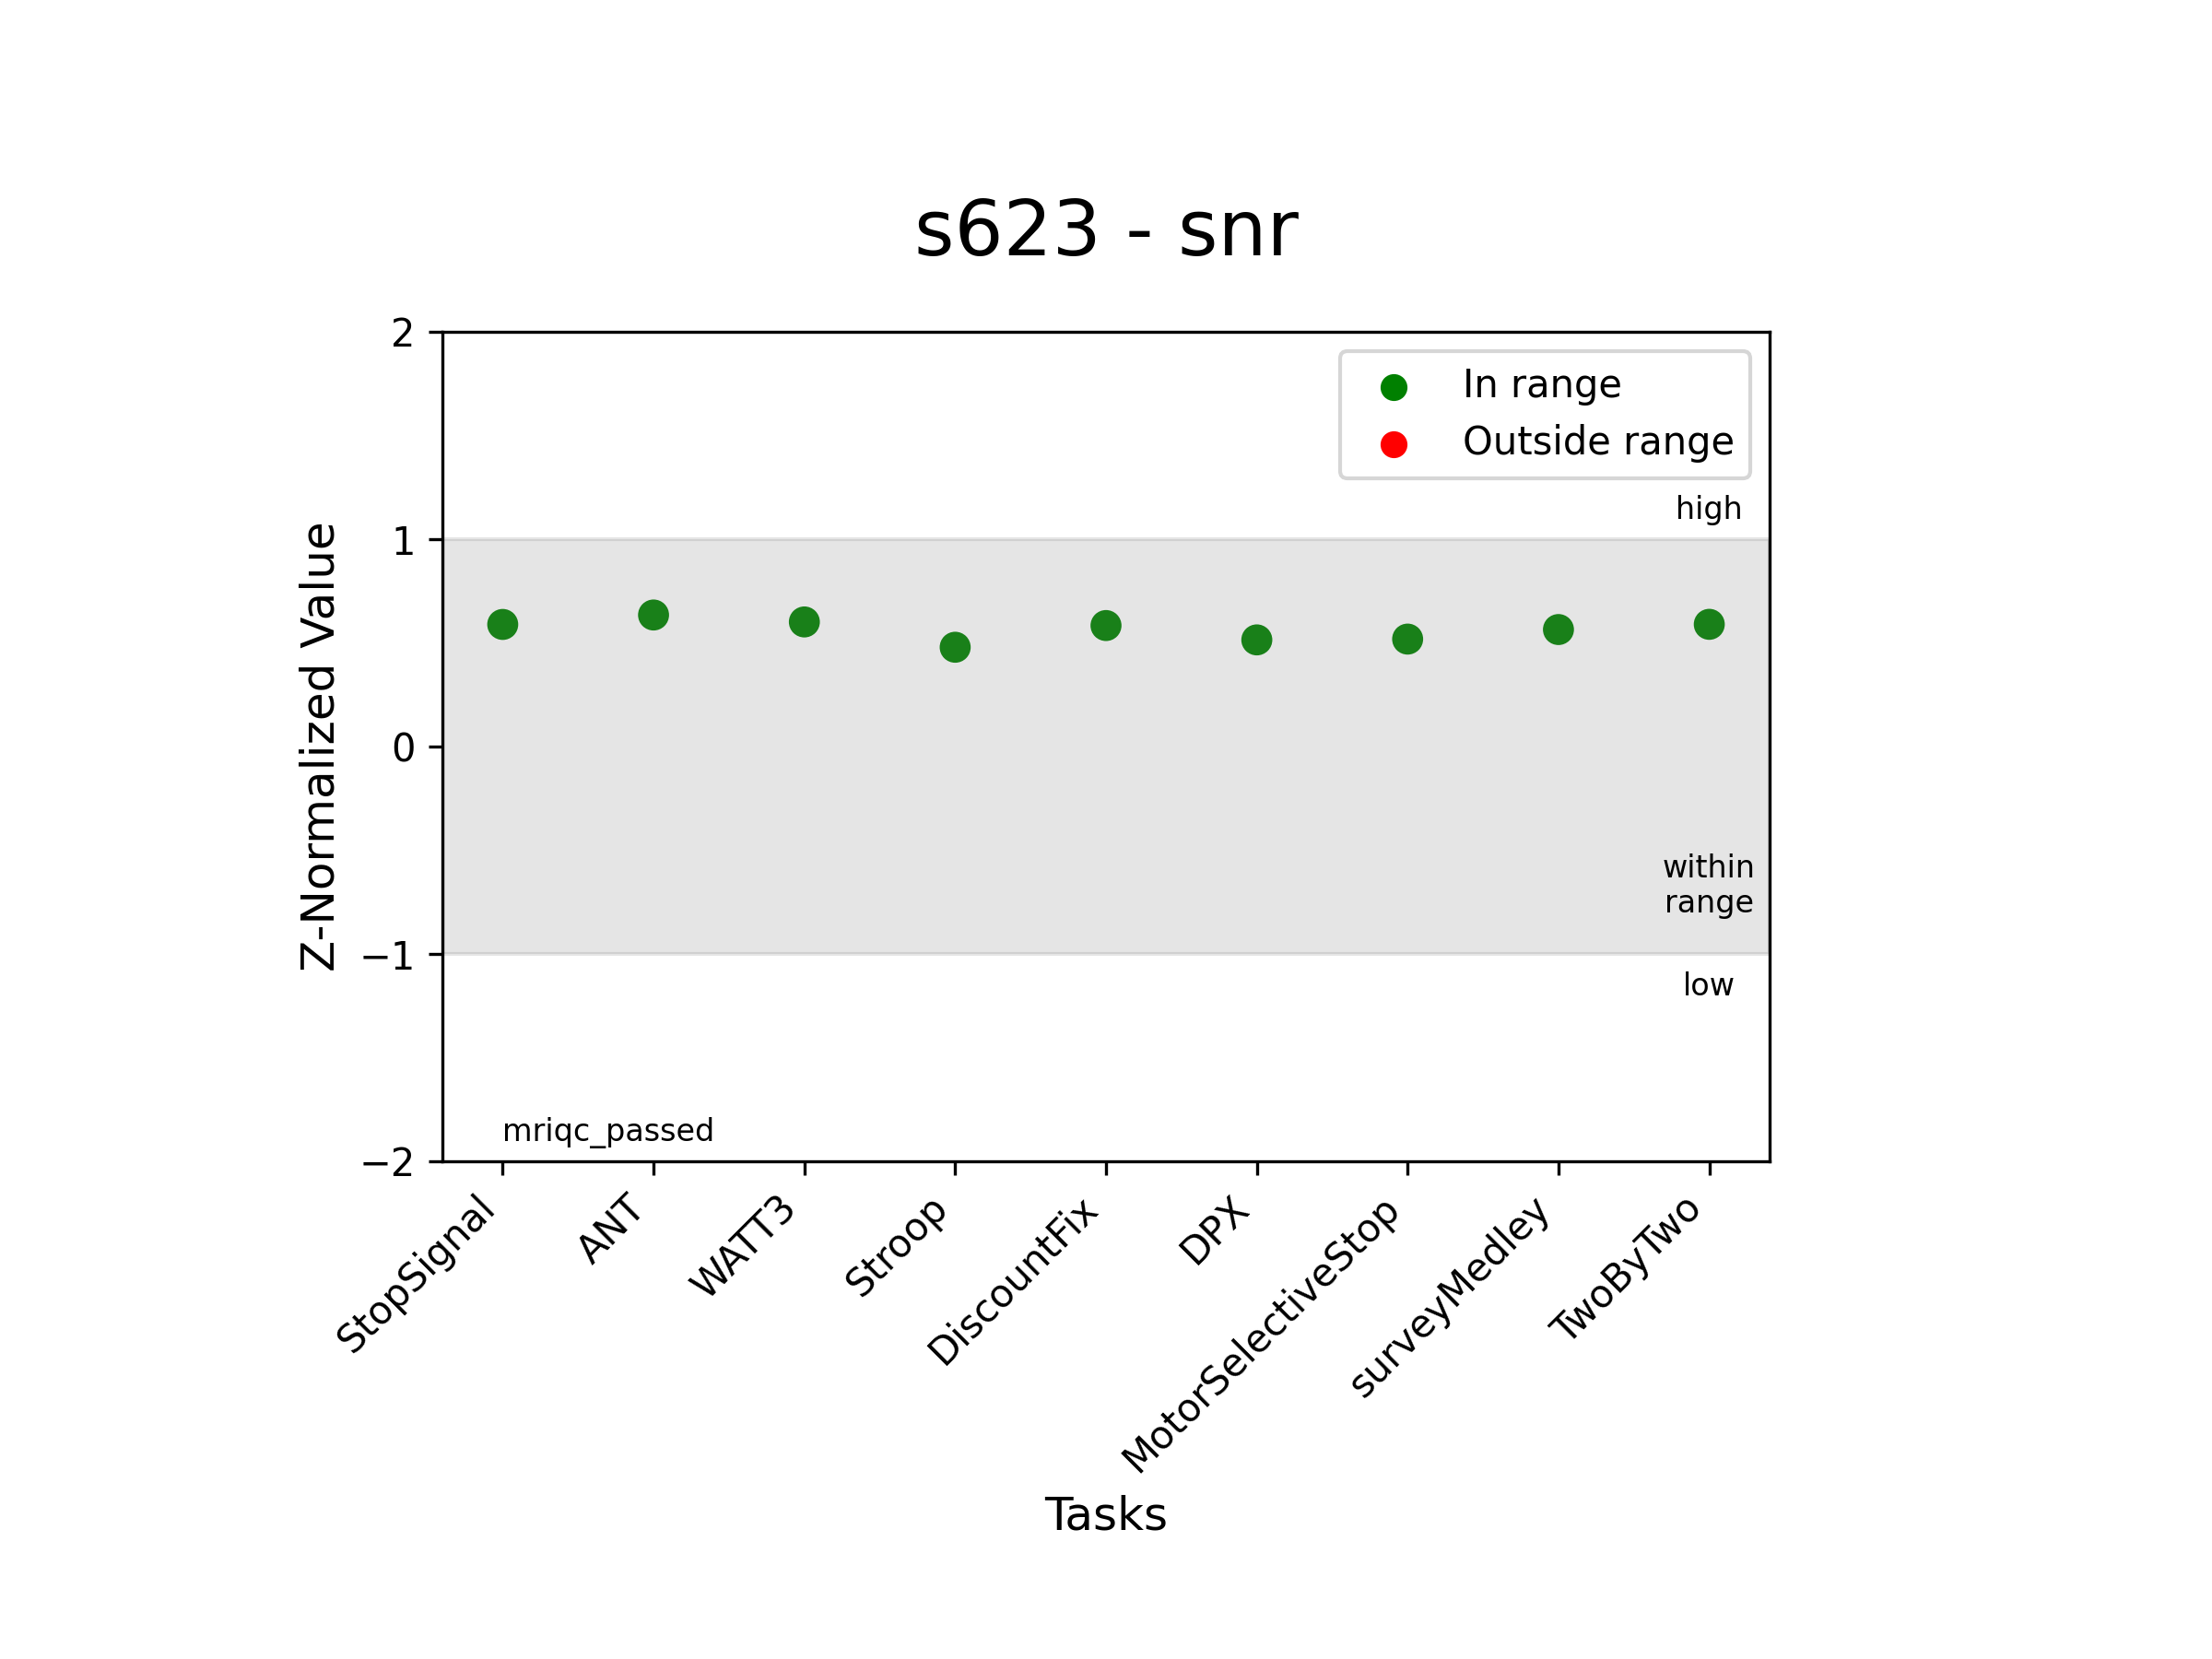 s623 - snr
2
In range
Outside range
high
1
Z-Normalized Value
0
within
range
−1
low
mriqc_passed
−2
StopSignal
ANT
WATT3
Stroop
DiscountFix
DPX
MotorSelectiveStop
surveyMedley
TwoByTwo
Tasks